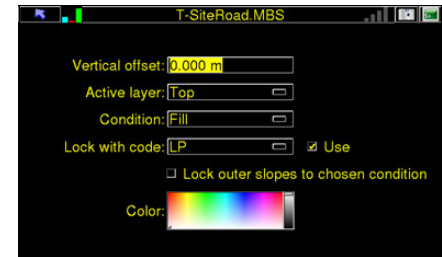 T-SiteRoad.MBS
Vertical offset: 0.000 m
Active layer: Top
Condition: Fill
Lock with code: LP Use
Lock outer slopes to chosen condition
Color: